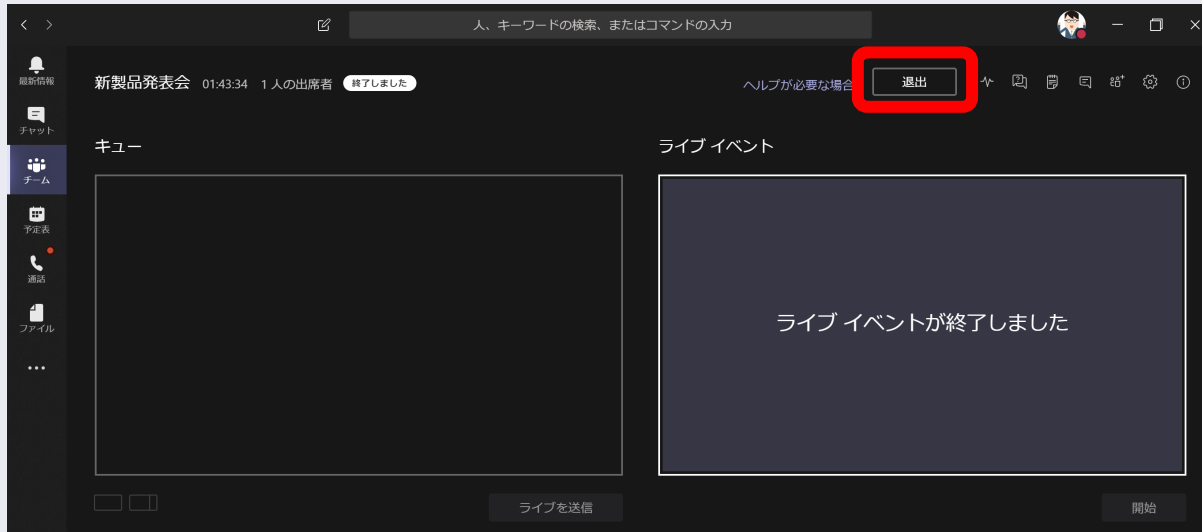 人、キーワードの検索、またはコマンドの入力
最新情報
チャット
チーム
予定表
通話
ファイル
新製品発表会 01:43:34 1 人の出席者 終了しました
ヘルプが必要な場合
退出
キュー
ライブを送信
ライブ イベント
ライブ イベントが終了しました
開始